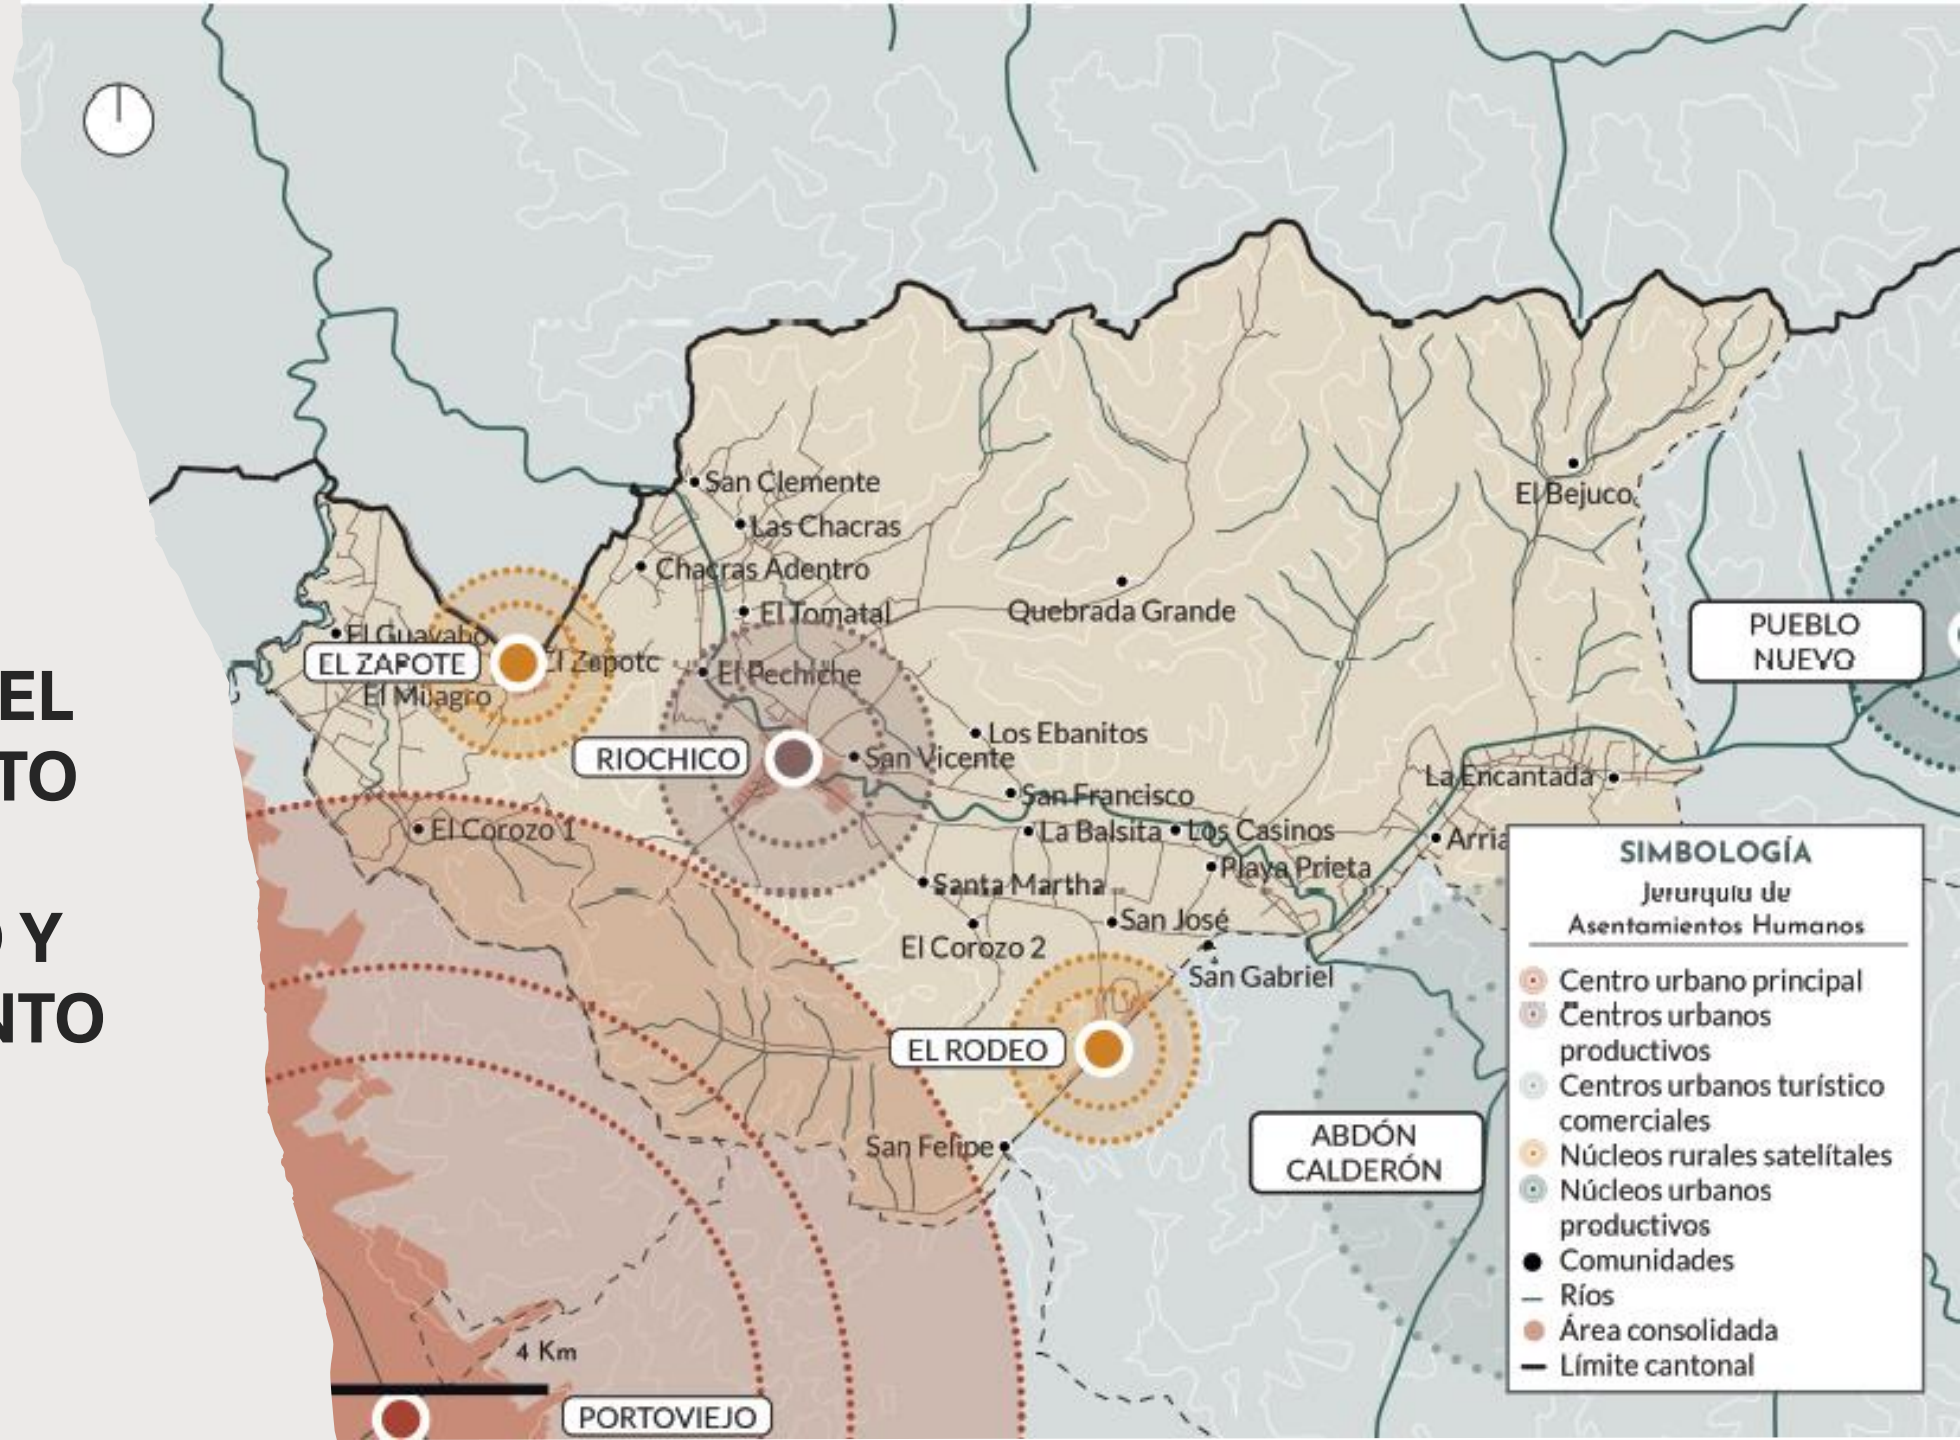 EL
TO
O Y
NTO
San Clemente
Las Chacras
Chacras Adentro
El Tomatal
Quebrada Grande
El Bejuco
El Guayabo
EL ZAPOTE
El Zapote
El Milagro
El Pechiche
RIOCHICO
San Vicente
Los Ebanitos
San Francisco
La Balsita
Los Casinos
Playa Prieta
La Encantada
Arria
PUEBLO
NUEVO
El Corozo 1
Santa Martha
El Corozo 2
San José
San Gabriel
EL RODEO
San Felipe
ABDÓN
CALDERÓN
4 Km
PORTOVIEJO
SIMBOLOGÍA
Jerarquía de
Asentamientos Humanos
Centro urbano principal
Centros urbanos
productivos
Centros urbanos turístico
comerciales
Núcleos rurales satelítales
Núcleos urbanos
productivos
Comunidades
Ríos
Área consolidada
Límite cantonal